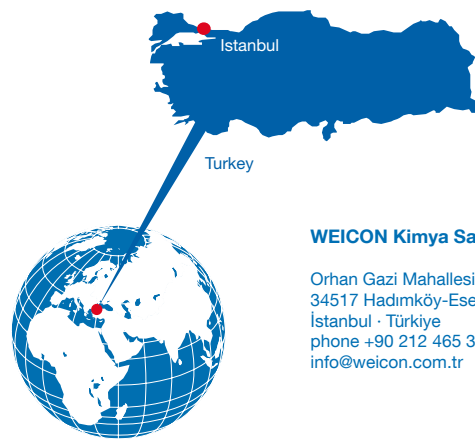 Istanbul
Turkey
WEICON Kimya Sa
Orhan Gazi Mahallesi
34517 Hadımköy-Ese
İstanbul · Türkiye
phone +90 212 465 3
info@weicon.com.tr